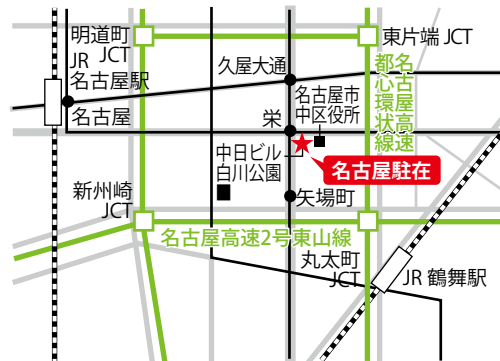 明道町
JCT
東片端 JCT
JR
名古屋駅
名古屋
久屋大通
名古屋市
中区役所
名古屋高速
都心環状線
栄
中日ビル
白川公園
名古屋駐在
矢場町
新州崎
JCT
名古屋高速2号東山線
丸太町
JCT
JR 鶴舞駅